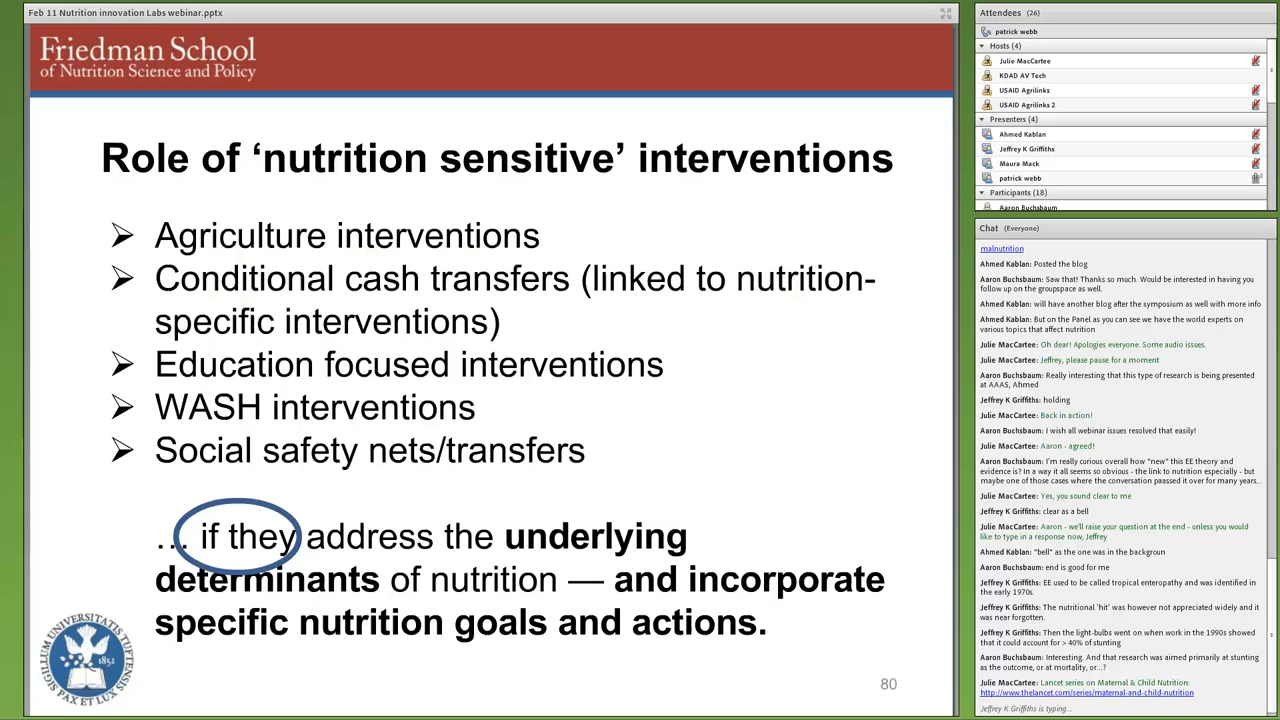 Feb 11 Nutrition innovation Labs webinar.pptx
Friedman School
of Nutrition Science and Policy
Role of ‘nutrition sensitive’ interventions
Agriculture interventions
Conditional cash transfers (linked to nutrition-
specific interventions)
Education focused interventions
WASH interventions
Social safety nets/transfers
… if they address the underlying
determinants of nutrition — and incorporate
specific nutrition goals and actions.
80
Attendees (26)
patrick webb
Hosts (4)
Julie MacCartee
KDAD AV Tech
USAID Agrilinks
USAID Agrilinks 2
Presenters (4)
Ahmed Kablan
Jeffrey K Griffiths
Maura Mack
patrick webb
Participants (18)
Aaron Buchsbaum
Chat (Everyone)
malnutrition
Ahmed Kablan: Posted the blog
Aaron Buchsbaum: Saw that! Thanks so much. Would be interested in having you
follow up on the groupspace as well.
Ahmed Kablan: will have another blog after the symposium as well with more info
Ahmed Kablan: But on the Panel as you can see we have the world experts on
various topics that affect nutrition
Julie MacCartee: Oh dear! Apologies everyone. Some audio issues.
Julie MacCartee: Jeffrey, please pause for a moment
Aaron Buchsbaum: Really interesting that this type of research is being presented
at AAAS, Ahmed
Jeffrey K Griffiths: holding
Julie MacCartee: Back in action!
Aaron Buchsbaum: I wish all webinar issues resolved that easily!
Julie MacCartee: Aaron - agreed!
Aaron Buchsbaum: I'm really curious overall how "new" this EE theory and
evidence is? In a way it all seems so obvious - the link to nutrition especially - but
maybe one of those cases where the conversation paassed it over for many years...
Julie MacCartee: Yes, you sound clear to me
Jeffrey K Griffiths: clear as a bell
Julie MacCartee: Aaron - we'll raise your question at the end - unless you would
like to type in a response now, Jeffrey
Ahmed Kablan: "bell" as the one was in the backgroun
Aaron Buchsbaum: end is good for me
Jeffrey K Griffiths: EE used to be called tropical enteropathy and was identified in
the early 1970s.
Jeffrey K Griffiths: The nutritional 'hit' was however not appreciated widely and it
was near forgotten.
Jeffrey K Griffiths: Then the light-bulbs went on when work in the 1990s showed
that it could account for > 40% of stunting
Aaron Buchsbaum: Interesting. And that research was aimed primarily at stunting
as the outcome, or at mortality, or...?
Julie MacCartee: Lancet series on Maternal & Child Nutrition:
http://www.thelancet.com/series/maternal-and-child-nutrition
Jeffrey K Griffiths is typing...